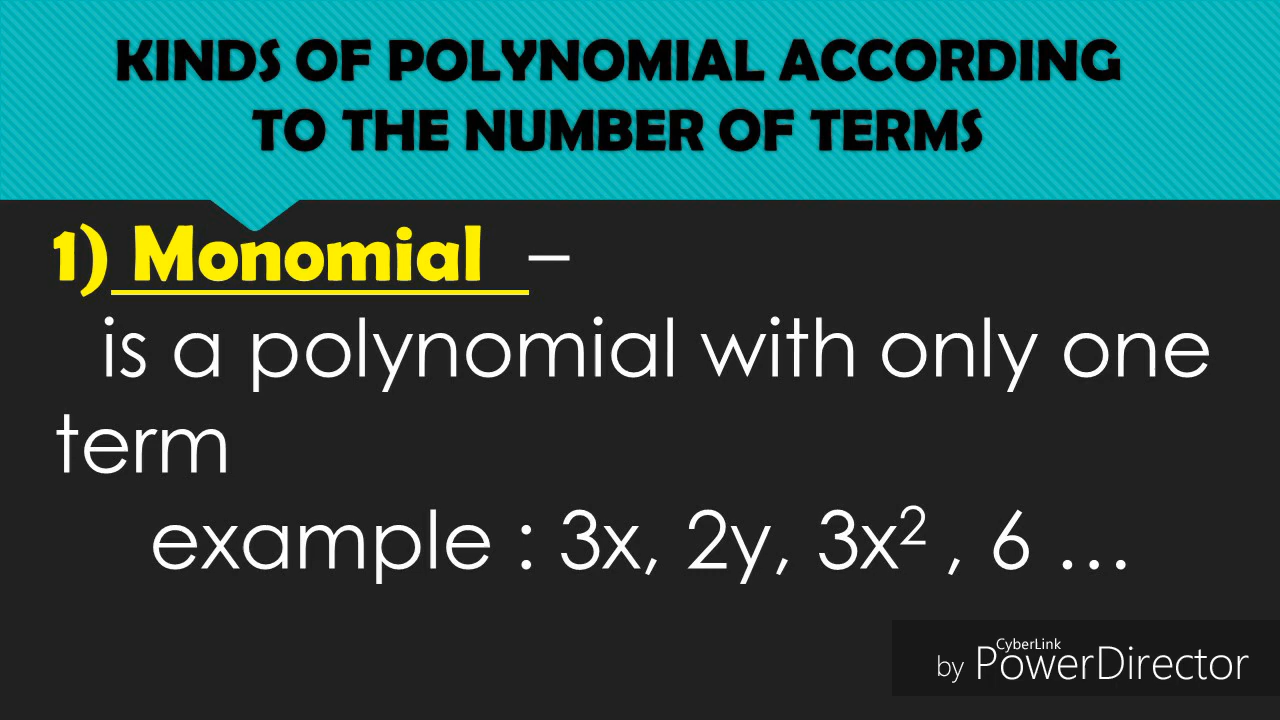 KINDS OF POLYNOMIAL ACCORDING
TO THE NUMBER OF TERMS
1) Monomial –
is a polynomial with only one
term
example : 3x, 2y, 3x² , 6 …
CyberLink
by PowerDirector